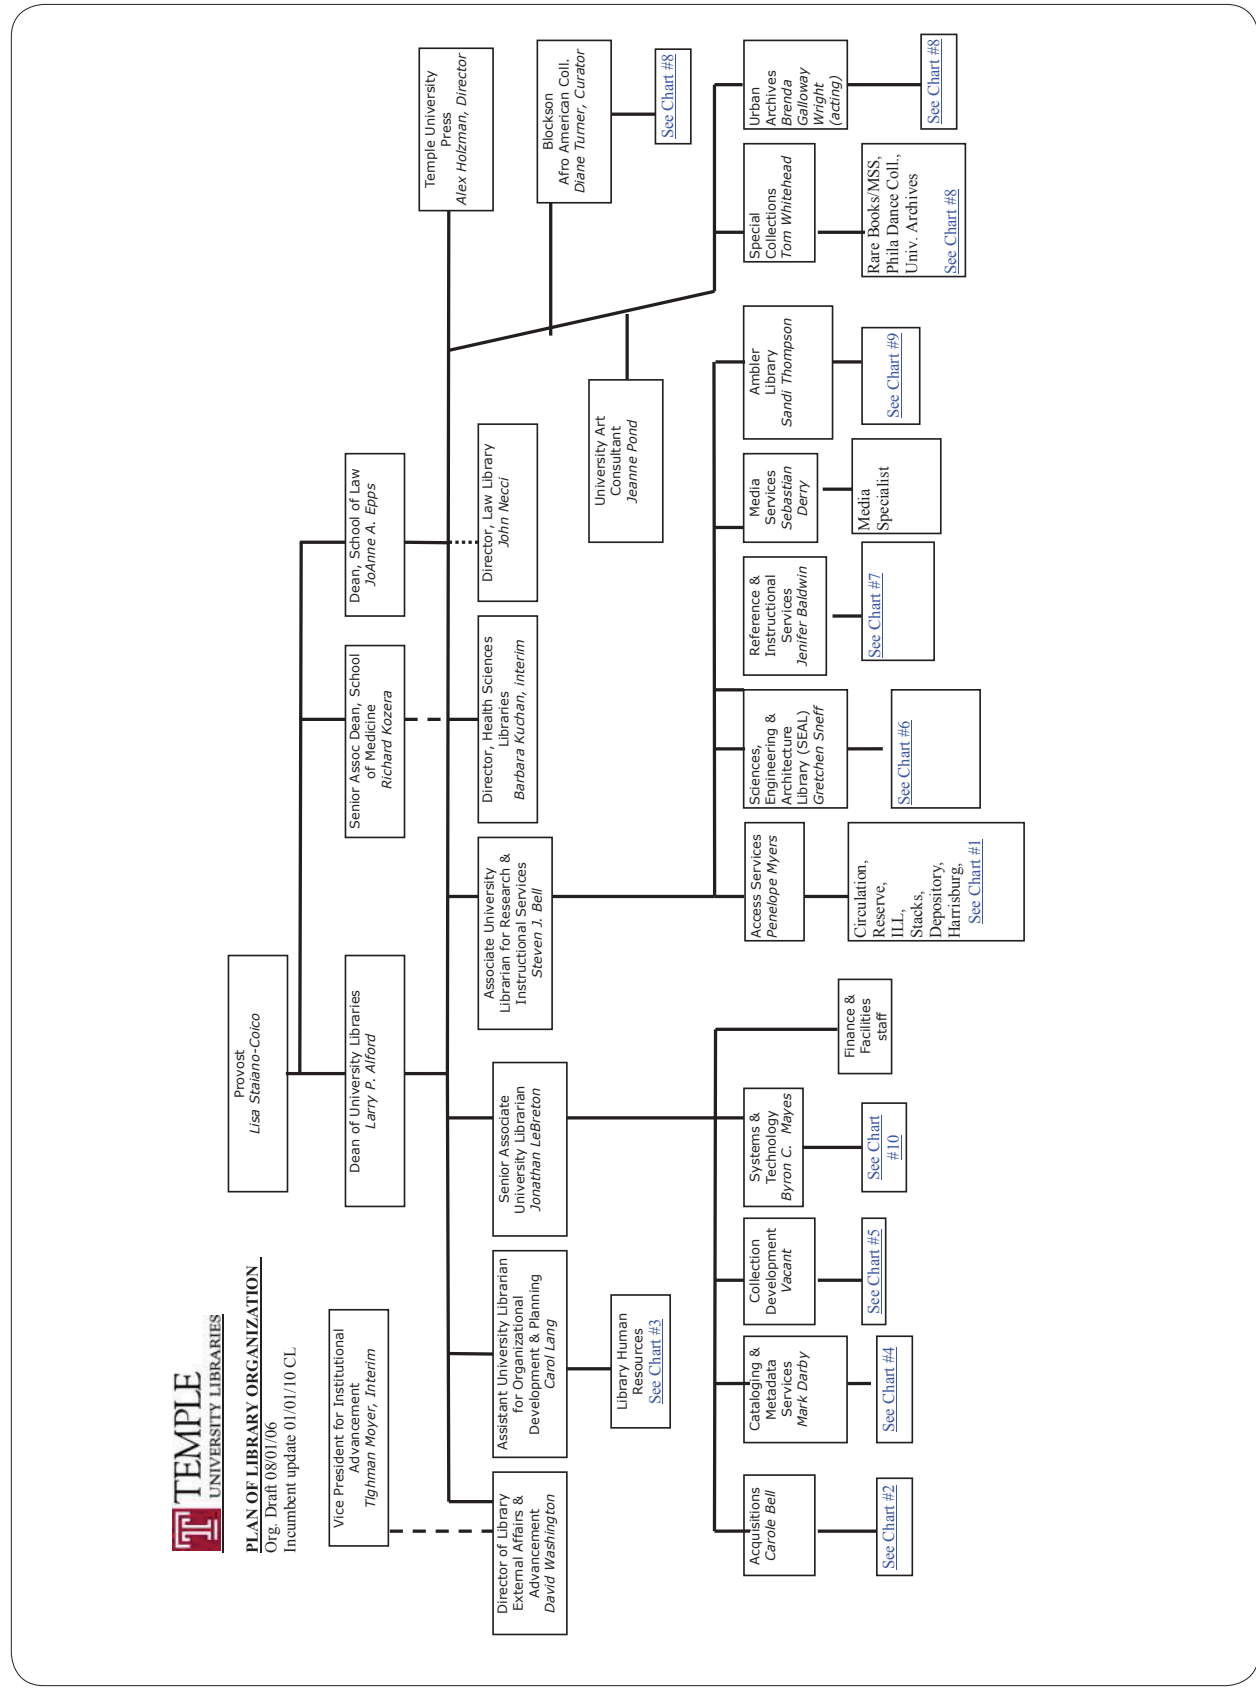 TEMPLE
UNIVERSITY LIBRARIES
PLAN OF LIBRARY ORGANIZATION
Org. Draft 08/01/06
Incumbent update 01/01/10 CL
Provost
Lisa Staiano-Coico
Vice President for Institutional
Advancement
Tighman Moyer, Interim
Dean of University Libraries
Larry P. Alford
Senior Assoc Dean, School
of Medicine
Richard Kozera
Dean, School of Law
JoAnne A. Epps
Temple University
Press
Alex Holzman, Director
Director of Library
External Affairs &
Advancement
David Washington
Assistant University Librarian
for Organizational
Development & Planning
Carol Lang
Senior Associate
University Librarian
Jonathan LeBreton
Associate University
Librarian for Research &
Instructional Services
Steven J. Bell
Director, Health Sciences
Libraries
Barbara Kuchan, interim
Director, Law Library
John Necci
Blockson
Afro American Coll.
Diane Turner, Curator
Library Human
Resources
See Chart #3
University Art
Consultant
Jeanne Pond
See Chart #8
Acquisitions
Carole Bell
Cataloging &
Metadata
Services
Mark Darby
Collection
Development
Vacant
Systems &
Technology
Byron C. Mayes
Finance &
Facilities
staff
Access Services
Penelope Myers
Sciences,
Engineering &
Architecture
Library (SEAL)
Gretchen Sneff
Reference &
Instructional
Services
Jenifer Baldwin
Media
Services
Sebastian
Derry
Ambler
Library
Sandi Thompson
Special
Collections
Tom Whitehead
Urban
Archives
Brenda
Galloway
Wright
(acting)
See Chart #2
See Chart #4
See Chart #5
See Chart
#10
Circulation,
Reserve,
ILL,
Stacks,
Depository,
Harrisburg,
See Chart #1
See Chart #6
See Chart #7
Media
Specialist
See Chart #9
Rare Books/MSS,
Phila Dance Coll.,
Univ. Archives
See Chart #8
See Chart #8